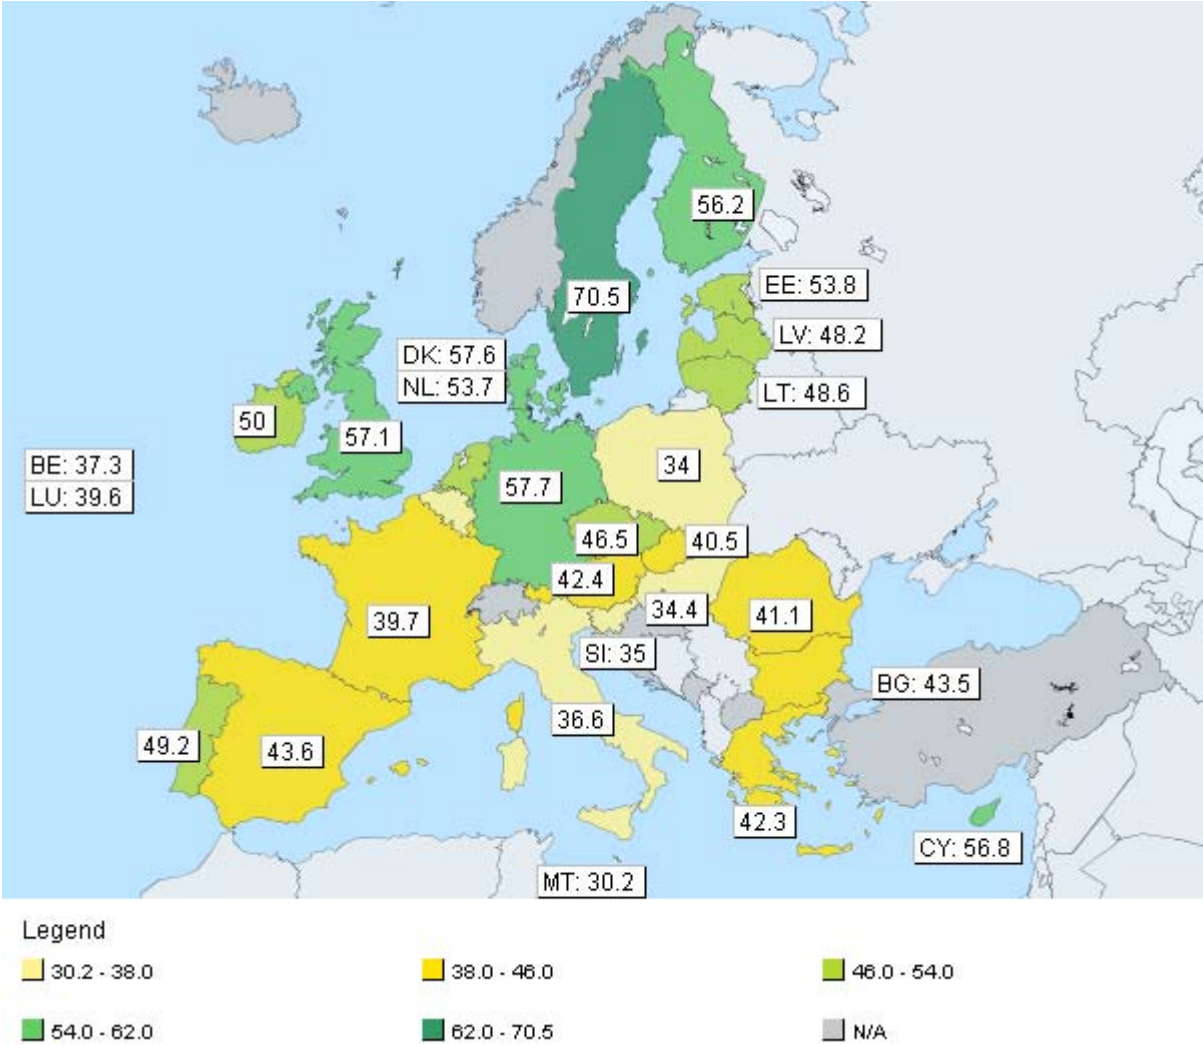 56.2
70.5
EE: 53.8
LV: 48.2
DK: 57.6
NL: 53.7
LT: 48.6
50
57.1
BE: 37.3
LU: 39.6
34
57.7
46.5
40.5
42.4
39.7
34.4
41.1
SI: 35
BG: 43.5
36.6
49.2
43.6
42.3
CY: 56.8
MT: 30.2
Legend
30.2 - 38.0
38.0 - 46.0
46.0 - 54.0
54.0 - 62.0
62.0 - 70.5
N/A